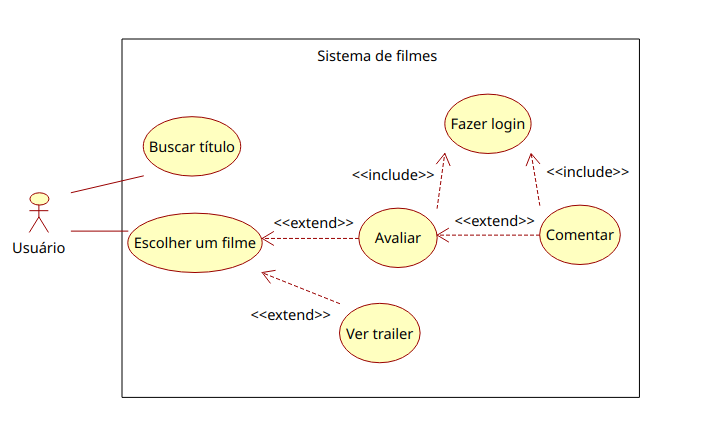 Sistema de filmes
Fazer login
Buscar título
<<include>>
<<include>>
Usuário
Escolher um filme
<<extend>>
Avaliar
<<extend>>
Comentar
<<extend>>
Ver trailer